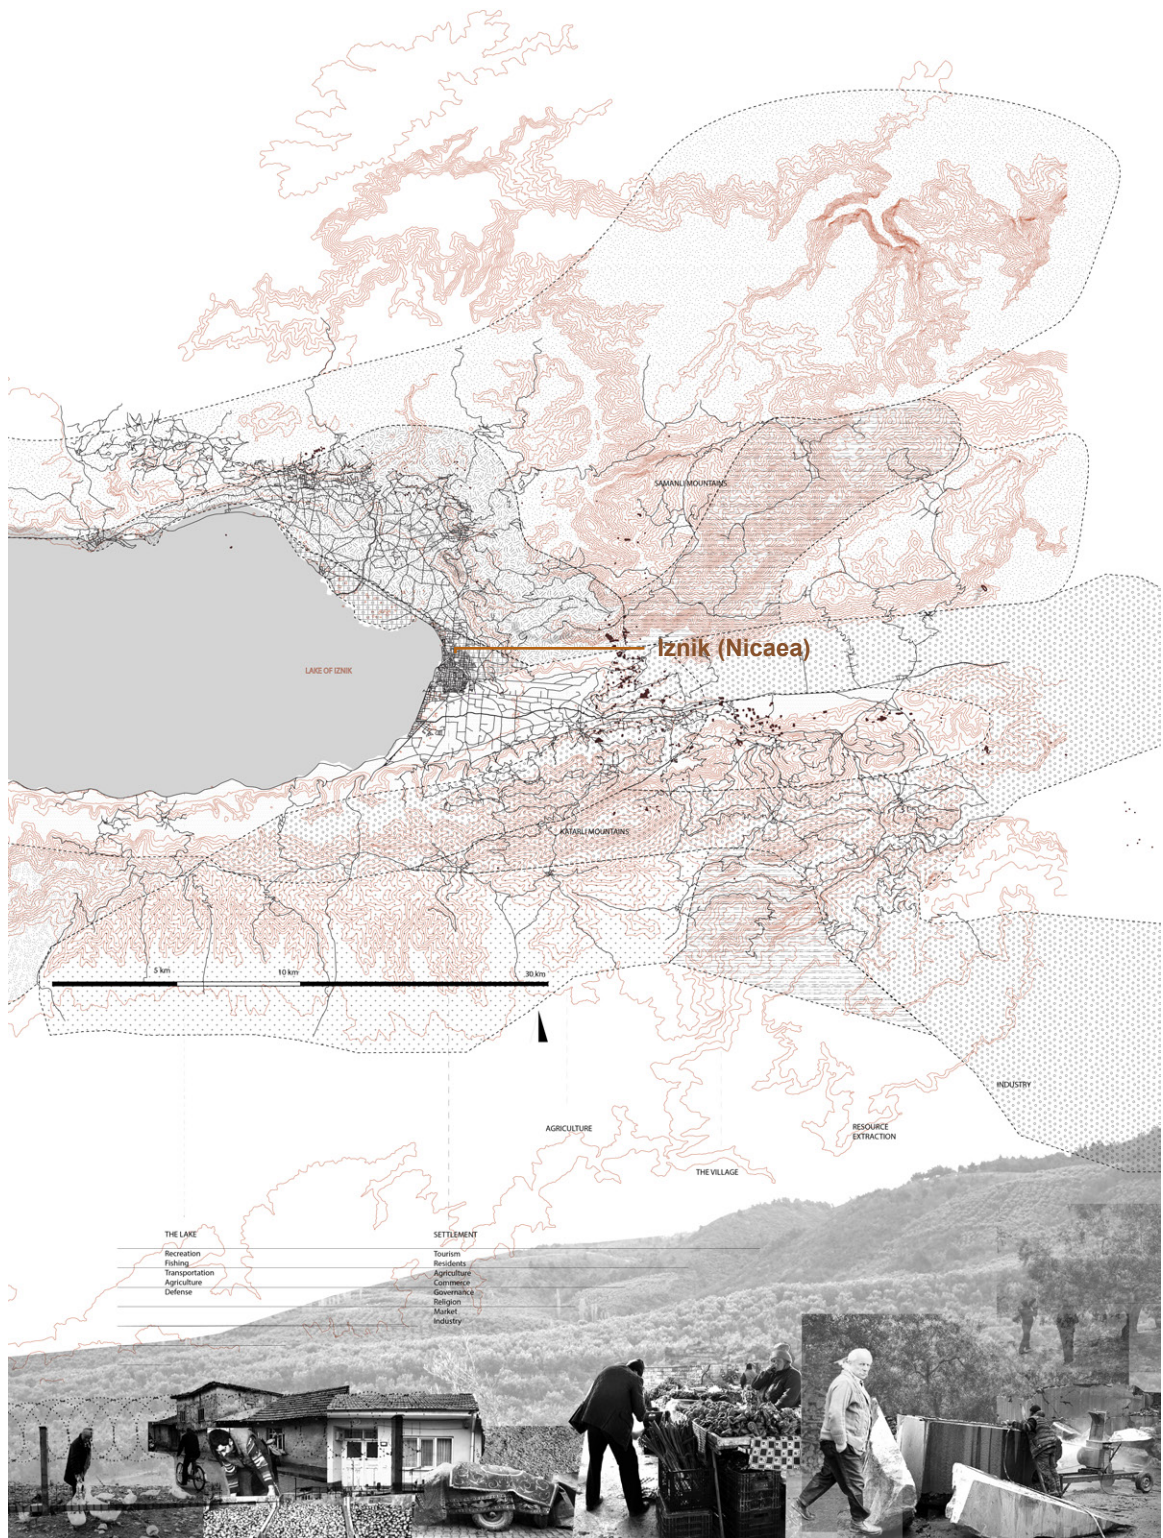 SAMANLI MOUNTAINS
Iznik (Nicaea)
LAKE OF IZNIK
KATARLI MOUNTAINS
5 km
10 km
30 km
INDUSTRY
AGRICULTURE
RESOURCE
EXTRACTION
THE VILLAGE
THE LAKE
Recreation
Fishing
Transportation
Agriculture
Defense
SETTLEMENT
Tourism
Residents
Agriculture
Commerce
Governance
Religion
Market
Industry